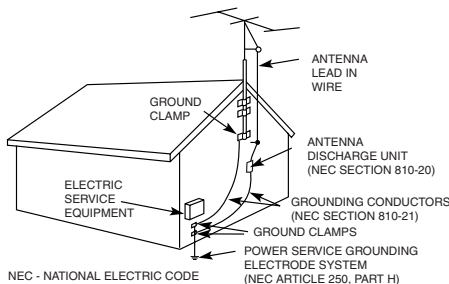 ANTENNA
LEAD IN
WIRE
GROUND
CLAMP
ANTENNA
DISCHARGE UNIT
(NEC SECTION 810-20)
ELECTRIC
SERVICE
EQUIPMENT
GROUNDING CONDUCTORS
(NEC SECTION 810-21)
GROUND CLAMPS
POWER SERVICE GROUNDING
ELECTRODE SYSTEM
(NEC ARTICLE 250, PART H)
NEC - NATIONAL ELECTRIC CODE